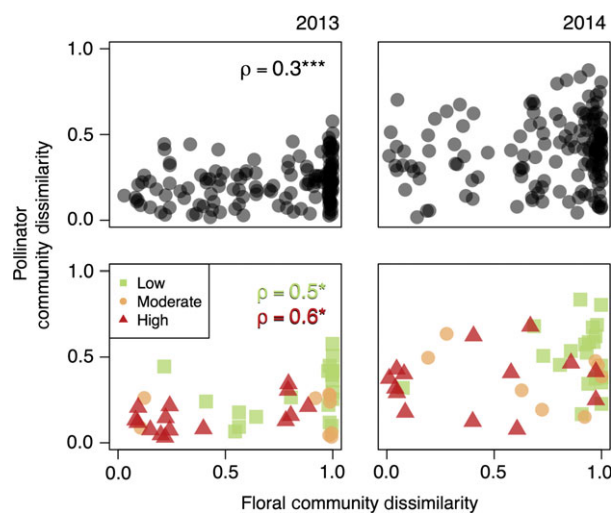 2013
2014
1.0
ρ = 0.3***
0.5
0.0
Pollinator
community dissimilarity
1.0
Low
Moderate
High
ρ = 0.5*
ρ = 0.6*
0.5
0.0
0.0 0.5 1.0
0.0 0.5 1.0
Floral community dissimilarity